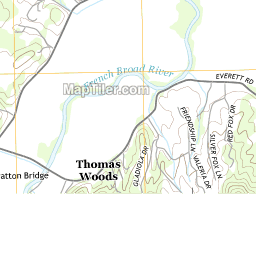 French Broad River
EVERETT RD
MapTiler.com
FRIENDSHIP LN
VALERIA DR
SILVER FOX LN
RED FOX DR
GLADIOLA DR
Thomas
Woods
atton Bridge